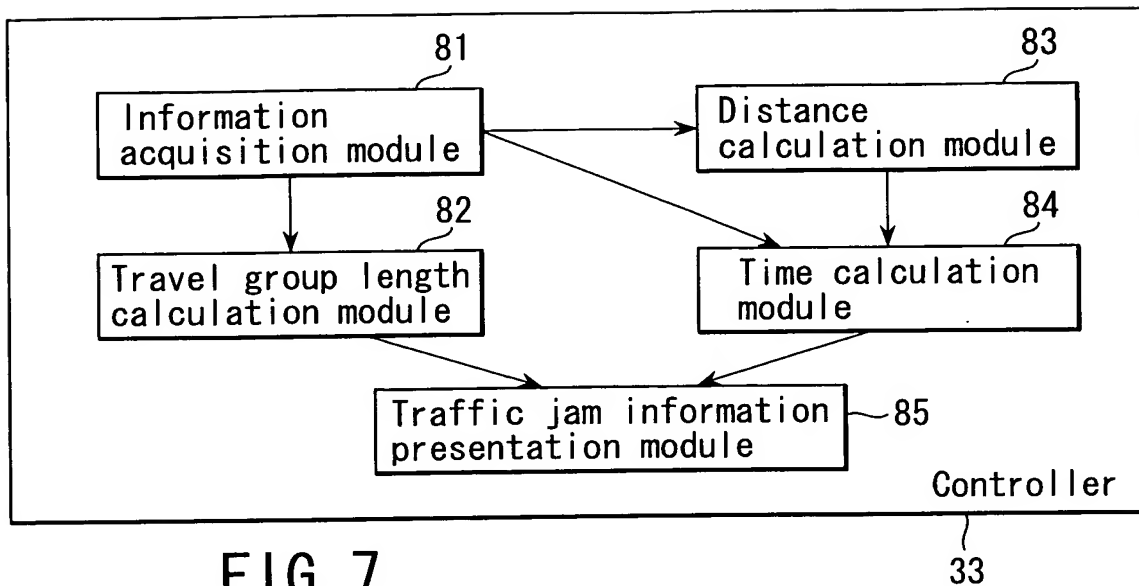 81
Information
acquisition module
83
Distance
calculation module
82
Travel group length
calculation module
84
Time calculation
module
Traffic jam information
presentation module
85
Controller
33
FIG. 7